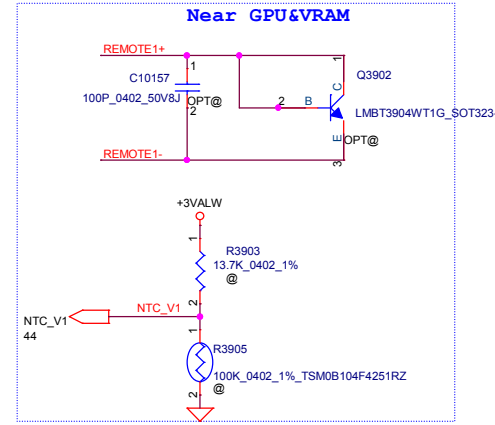 Near GPU&VRAM
REMOTE1+
1
1
C10157
Q3902
C
100P_0402_50V8J
OPT@
2
2
B
LMBT3904WT1G_SOT323-
E
OPT@
REMOTE1-
3
+3VALW
1
R3903
13.7K_0402_1%
@
2
NTC_V1
NTC_V1
44
1
R3905
100K_0402_1%_TSM0B104F4251RZ
@
2